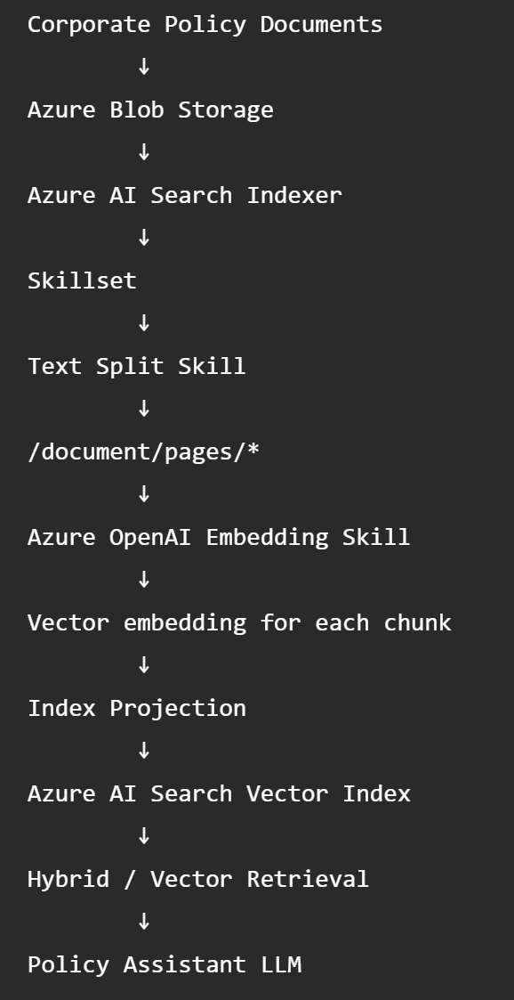 Corporate Policy Documents
↓
Azure Blob Storage
↓
Azure AI Search Indexer
↓
Skillset
↓
Text Split Skill
↓
/document/pages/*
↓
Azure OpenAI Embedding Skill
↓
Vector embedding for each chunk
↓
Index Projection
↓
Azure AI Search Vector Index
↓
Hybrid / Vector Retrieval
↓
Policy Assistant LLM